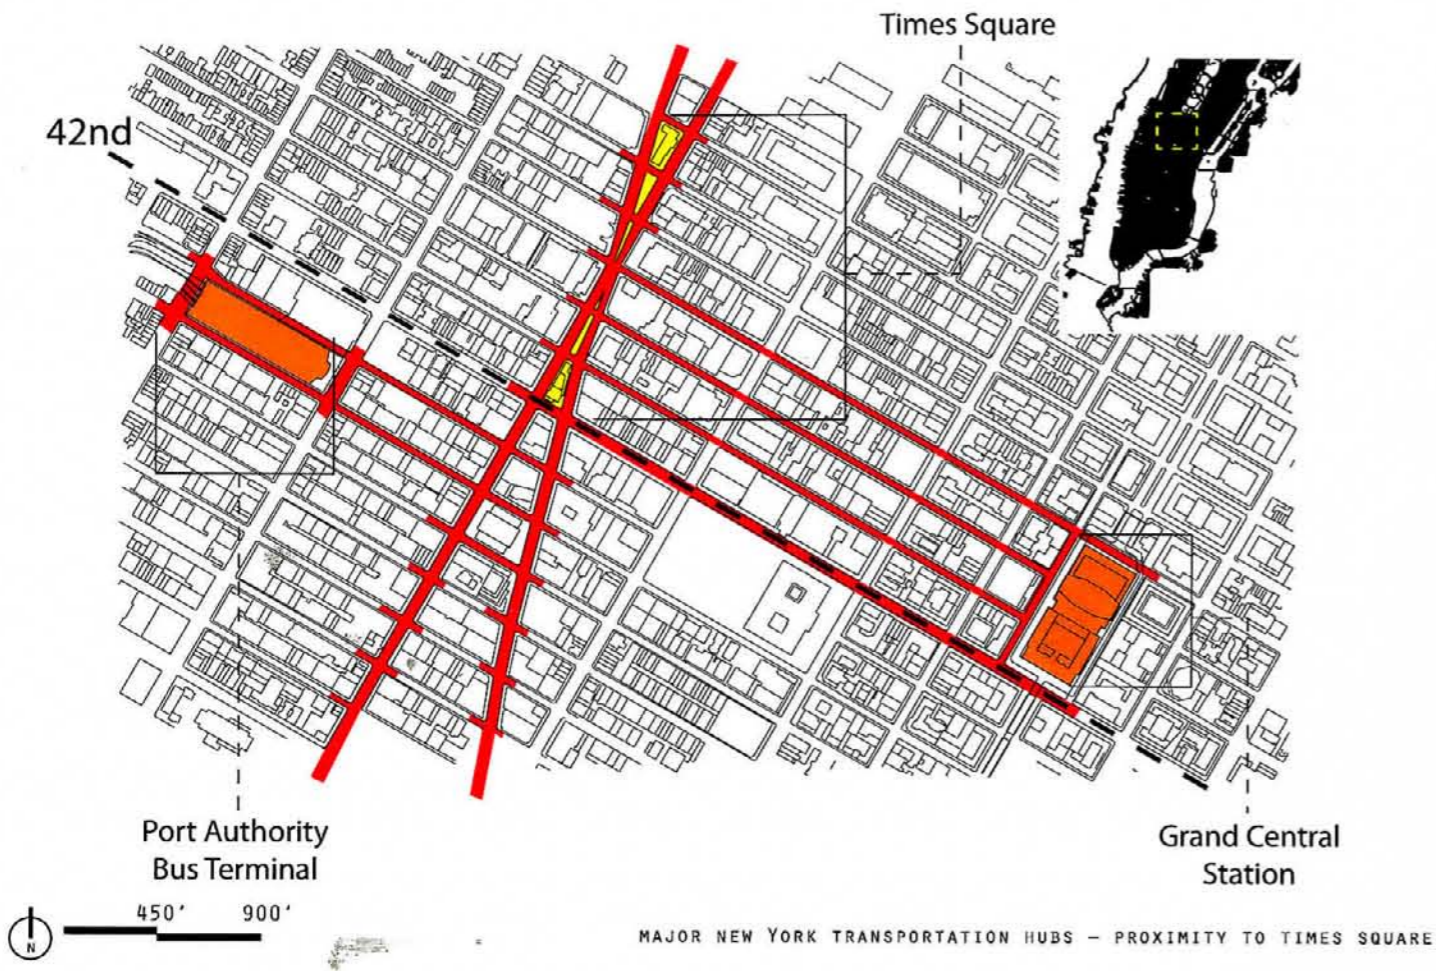 Times Square
42nd
Port Authority
Bus Terminal
Grand Central
Station
450' 900'
N
MAJOR NEW YORK TRANSPORTATION HUBS – PROXIMITY TO TIMES SQUARE